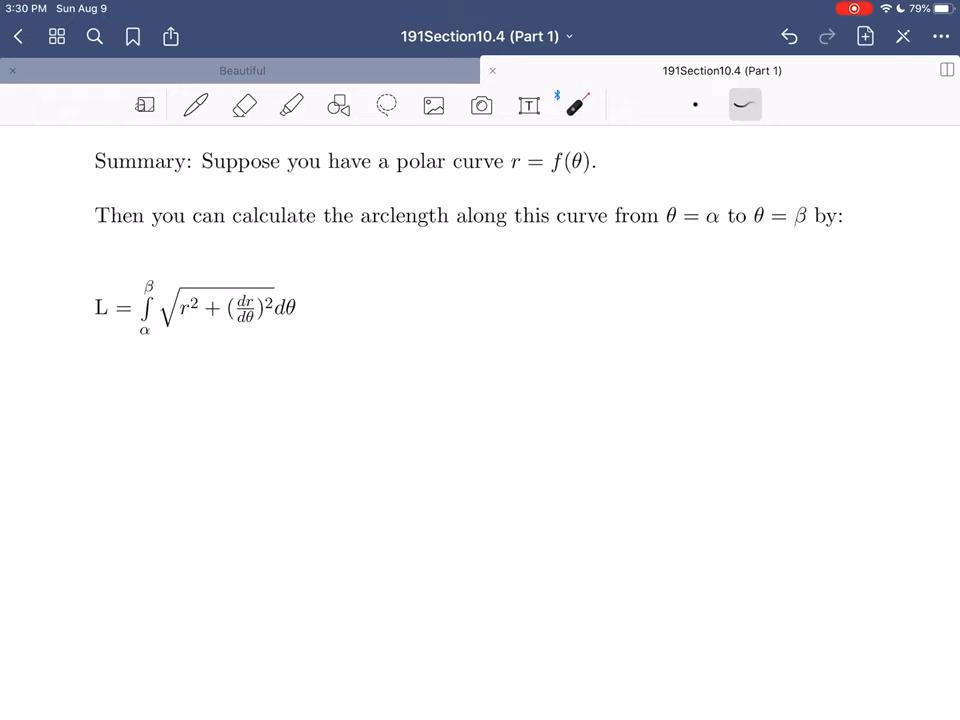 3:30 PM Sun Aug 9 79%
191Section10.4 (Part 1)
Beautiful 191Section10.4 (Part 1)
T
Summary: Suppose you have a polar curve r = f(θ).
Then you can calculate the arclength along this curve from θ = α to θ = β by:
L = ∫_α^β √(r² + (dr/dθ)²) dθ